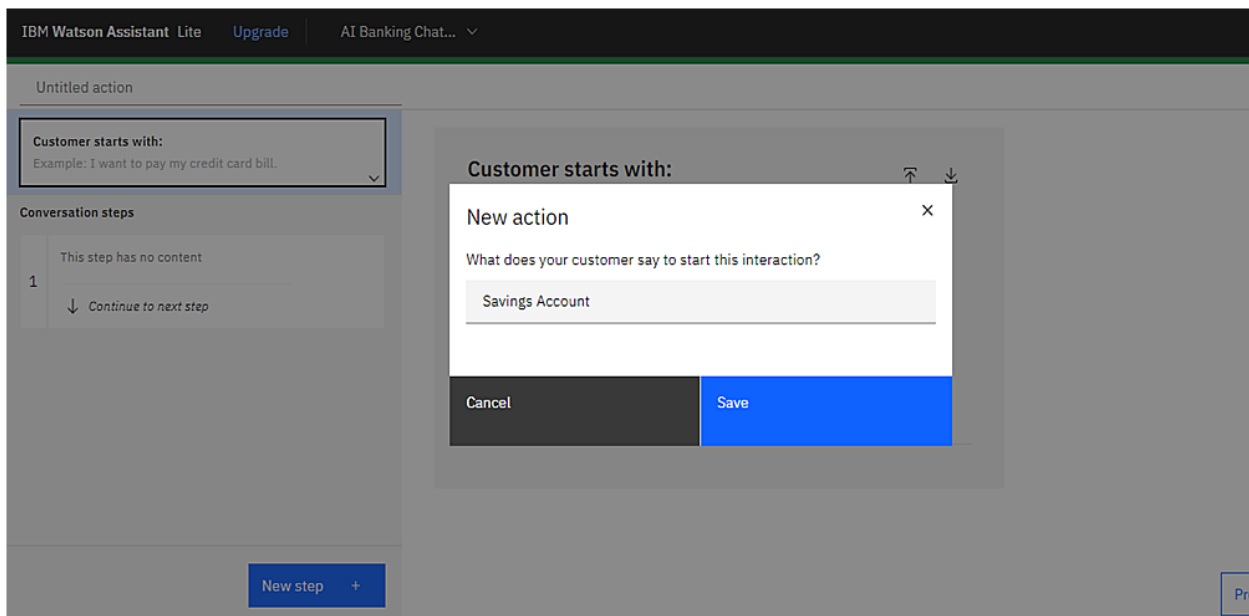 IBM Watson Assistant Lite Upgrade AI Banking Chat...
Untitled action
Customer starts with:
Example: I want to pay my credit card bill.
Conversation steps
1
This step has no content
Continue to next step
New step +
Customer starts with:
New action
What does your customer say to start this interaction?
Savings Account
Cancel
Save